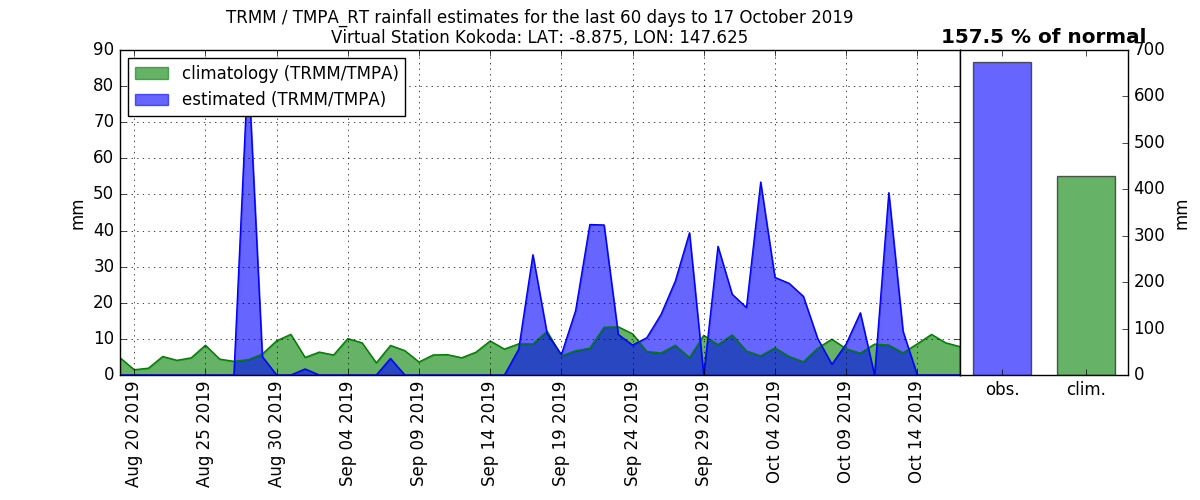 TRMM / TMPA_RT rainfall estimates for the last 60 days to 17 October 2019
Virtual Station Kokoda: LAT: -8.875, LON: 147.625
157.5 % of normal
climatology (TRMM/TMPA)
estimated (TRMM/TMPA)
mm
90
80
70
60
50
40
30
20
10
0
Aug 20 2019
Aug 25 2019
Aug 30 2019
Sep 04 2019
Sep 09 2019
Sep 14 2019
Sep 19 2019
Sep 24 2019
Sep 29 2019
Oct 04 2019
Oct 09 2019
Oct 14 2019
700
600
500
400
300
200
100
0
mm
obs.
clim.